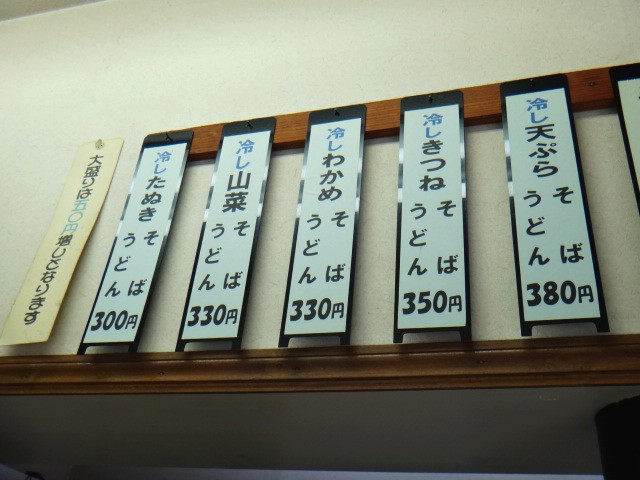 大盛りは五〇円増しとなります
冷したぬき
そば
うどん
300円
冷し山菜
そば
うどん
330円
冷しわかめ
そば
うどん
330円
冷しきつね
そば
うどん
350円
冷し天ぷら
そば
うどん
380円